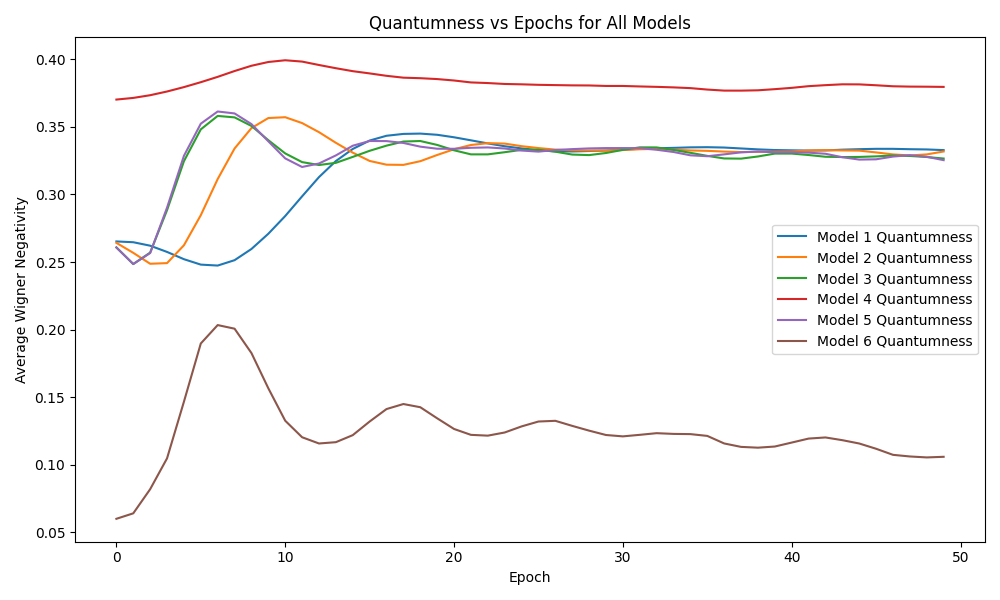 Quantumness vs Epochs for All Models
Average Wigner Negativity
0.40
0.35
0.30
0.25
0.20
0.15
0.10
0.05
Model 1 Quantumness
Model 2 Quantumness
Model 3 Quantumness
Model 4 Quantumness
Model 5 Quantumness
Model 6 Quantumness
0 10 20 30 40 50
Epoch